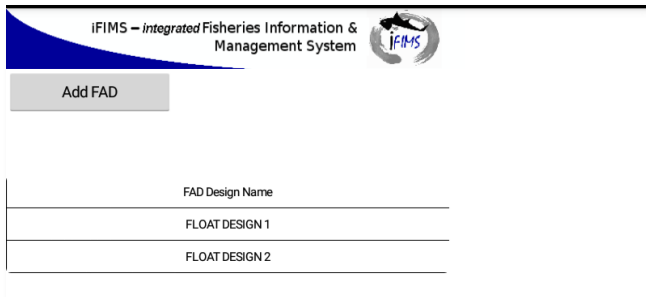 iFIMS – integrated Fisheries Information &
Management System
iFIMS
Add FAD
FAD Design Name
FLOAT DESIGN 1
FLOAT DESIGN 2